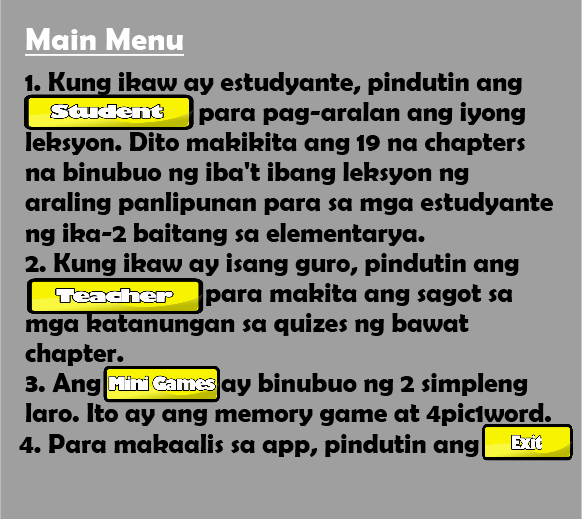 Main Menu
1. Kung ikaw ay estudyante, pindutin ang
Student para pag-aralan ang iyong
leksyon. Dito makikita ang 19 na chapters
na binubuo ng iba't ibang leksyon ng
araling panlipunan para sa mga estudyante
ng ika-2 baitang sa elementarya.
2. Kung ikaw ay isang guro, pindutin ang
Teacher para makita ang sagot sa
mga katanungan sa quizes ng bawat
chapter.
3. Ang Mini Games ay binubuo ng 2 simpleng
laro. Ito ay ang memory game at 4pic1word.
4. Para makaalis sa app, pindutin ang Exit